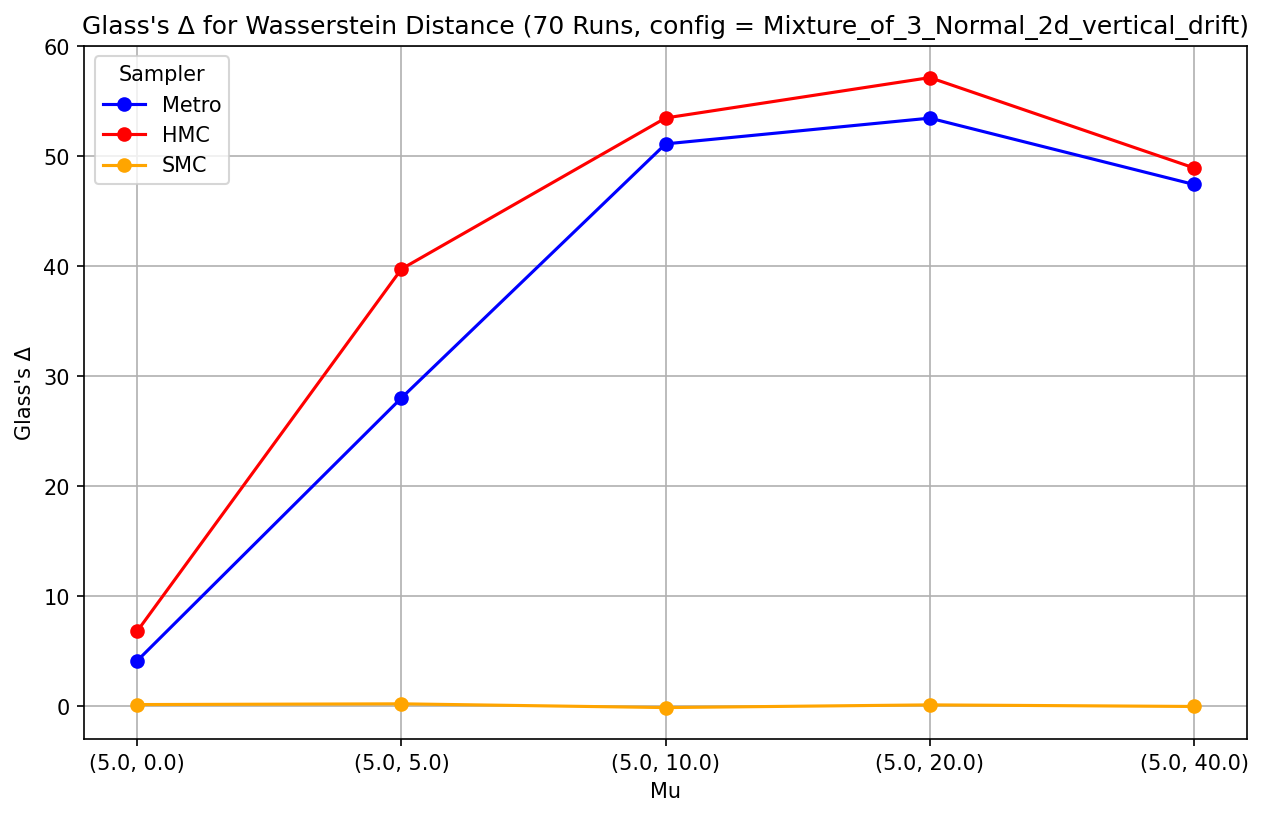 Glass's Δ for Wasserstein Distance (70 Runs, config = Mixture_of_3_Normal_2d_vertical_drift)
Sampler
Metro
HMC
SMC
Glass's Δ
60
50
40
30
20
10
0
(5.0, 0.0) (5.0, 5.0) (5.0, 10.0) (5.0, 20.0) (5.0, 40.0)
Mu